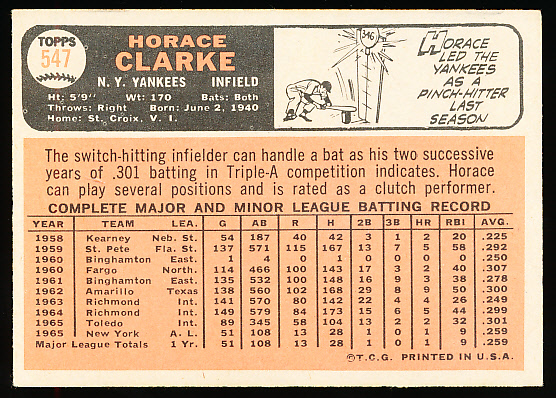 TOPPS
547
HORACE
CLARKE
N. Y. YANKEES INFIELD
Ht: 5'9" Wt: 170 Bats: Both
Throws: Right Born: June 2, 1940
Home: St. Croix, V. I.
346
HORACE
LED THE
YANKEES
AS A
PINCH-HITTER
LAST
SEASON
The switch-hitting infielder can handle a bat as his two successive
years of .301 batting in Triple-A competition indicates. Horace
can play several positions and is rated as a clutch performer.
COMPLETE MAJOR AND MINOR LEAGUE BATTING RECORD
YEAR TEAM LEA. G AB R H 2B 3B HR RBI AVG.
1958 Kearney Neb. St. 54 187 40 42 3 1 2 20 .225
1959 St. Pete Fla. St. 137 571 115 167 13 7 5 58 .292
1960 Binghamton East. 1 4 0 1 0 0 0 0 .250
1960 Fargo North. 114 466 100 143 17 3 2 40 .307
1961 Binghamton East. 135 532 100 148 16 9 3 38 .278
1962 Amarillo Texas 138 560 102 168 29 8 9 50 .300
1963 Richmond Int. 141 570 80 142 22 4 4 26 .249
1964 Richmond Int. 149 579 84 173 15 6 5 44 .299
1965 Toledo Int. 89 345 58 104 13 2 2 32 .301
1965 New York A. L. 51 108 13 28 1 0 1 9 .259
Major League Totals 1 Yr. 51 108 13 28 1 0 1 9 .259
©T.C.G. PRINTED IN U.S.A.